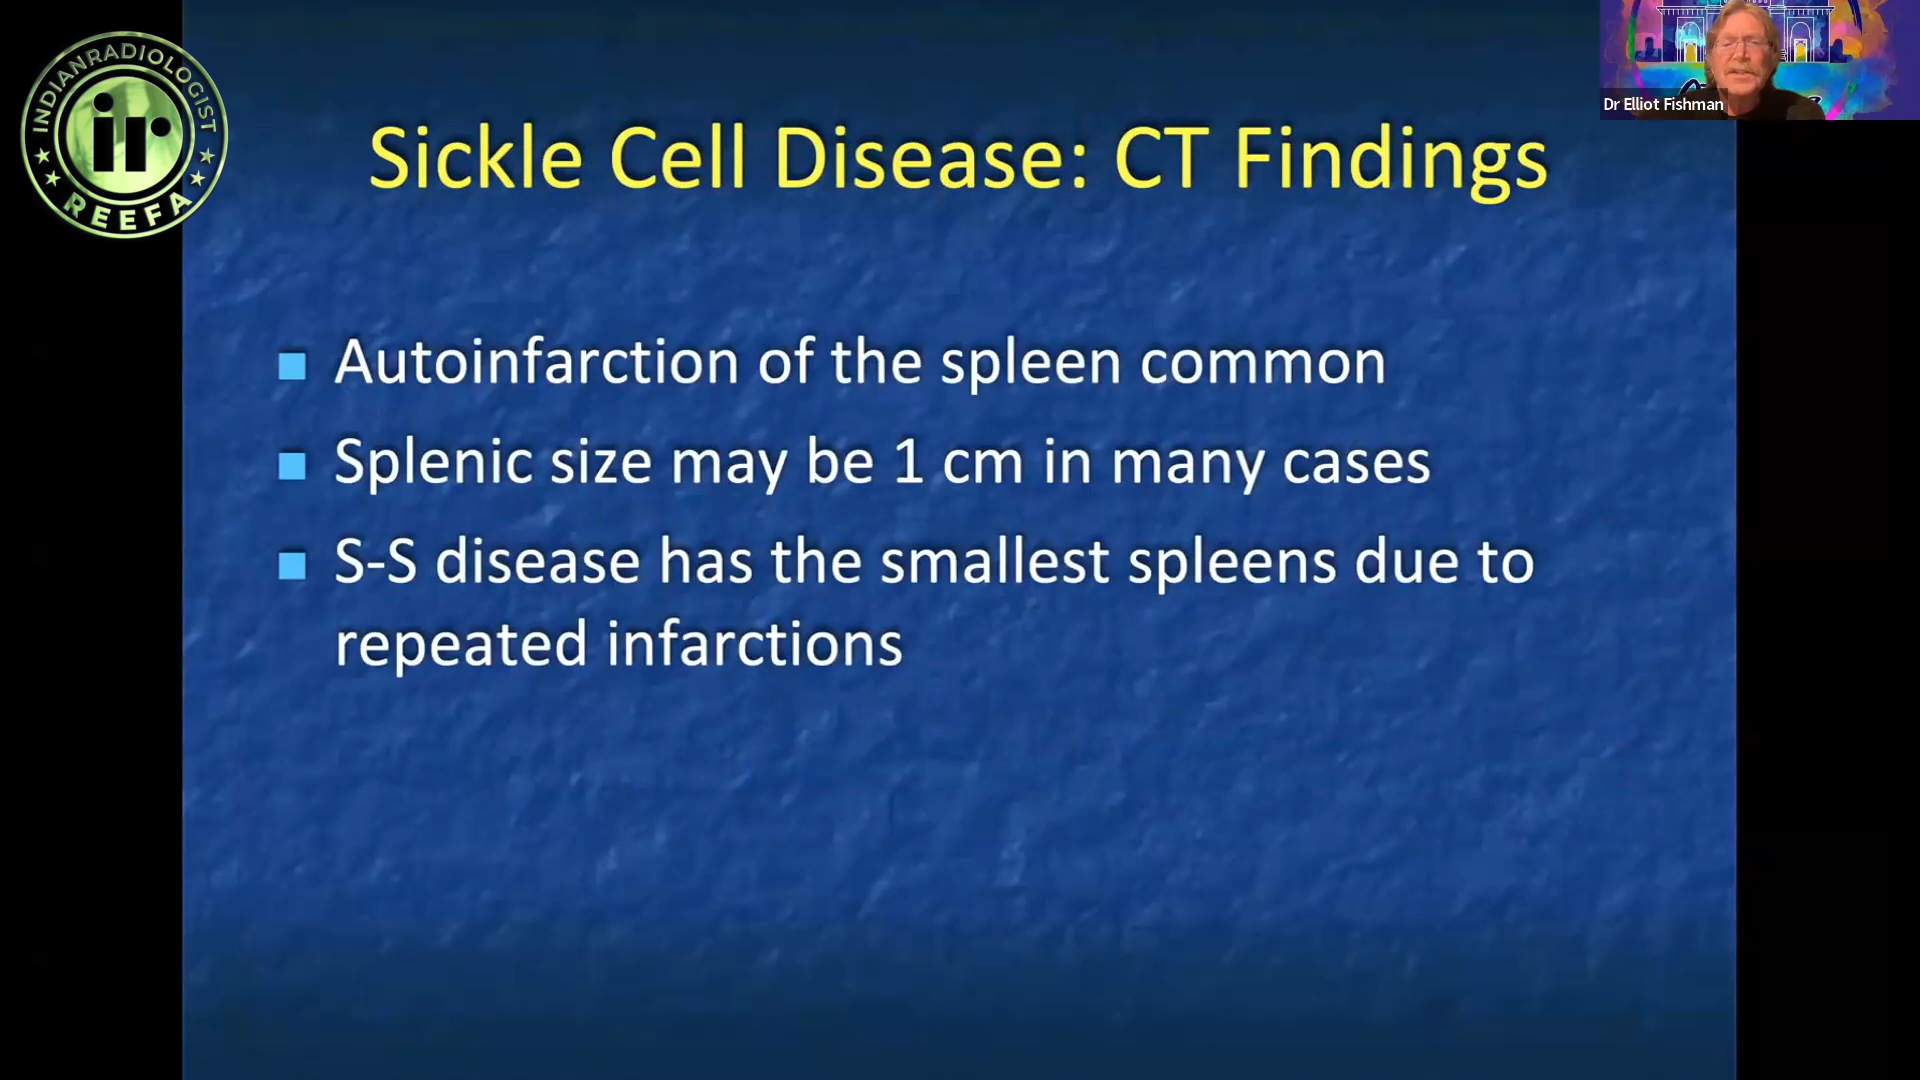 INDIANRADIOLOGIST
ir
REEFA
Dr Elliot Fishman
Sickle Cell Disease: CT Findings
Autoinfarction of the spleen common
Splenic size may be 1 cm in many cases
S-S disease has the smallest spleens due to
repeated infarctions